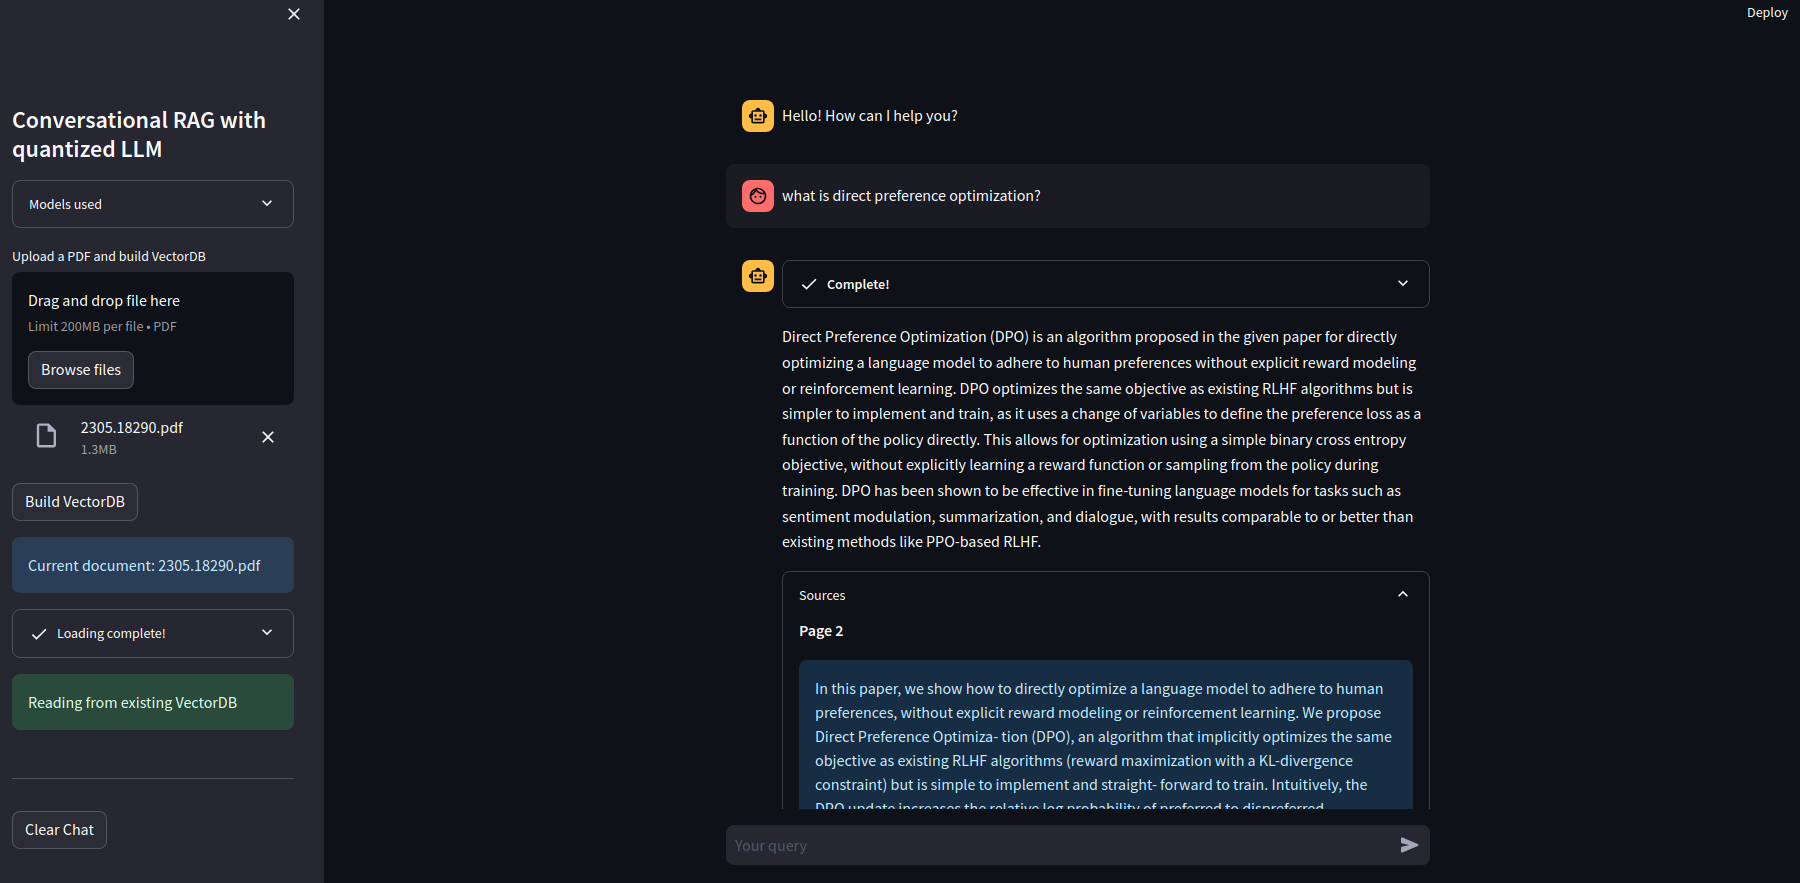 Deploy
Conversational RAG with
quantized LLM
Models used
Upload a PDF and build VectorDB
Drag and drop file here
Limit 200MB per file • PDF
Browse files
2305.18290.pdf
1.3MB
Build VectorDB
Current document: 2305.18290.pdf
Loading complete!
Reading from existing VectorDB
Clear Chat
Hello! How can I help you?
what is direct preference optimization?
Complete!
Direct Preference Optimization (DPO) is an algorithm proposed in the given paper for directly
optimizing a language model to adhere to human preferences without explicit reward modeling
or reinforcement learning. DPO optimizes the same objective as existing RLHF algorithms but is
simpler to implement and train, as it uses a change of variables to define the preference loss as a
function of the policy directly. This allows for optimization using a simple binary cross entropy
objective, without explicitly learning a reward function or sampling from the policy during
training. DPO has been shown to be effective in fine-tuning language models for tasks such as
sentiment modulation, summarization, and dialogue, with results comparable to or better than
existing methods like PPO-based RLHF.
Sources
Page 2
In this paper, we show how to directly optimize a language model to adhere to human
preferences, without explicit reward modeling or reinforcement learning. We propose
Direct Preference Optimiza- tion (DPO), an algorithm that implicitly optimizes the same
objective as existing RLHF algorithms (reward maximization with a KL-divergence
constraint) but is simple to implement and straight- forward to train. Intuitively, the
DPO update increases the relative log probability of preferred to dispreferred
Your query